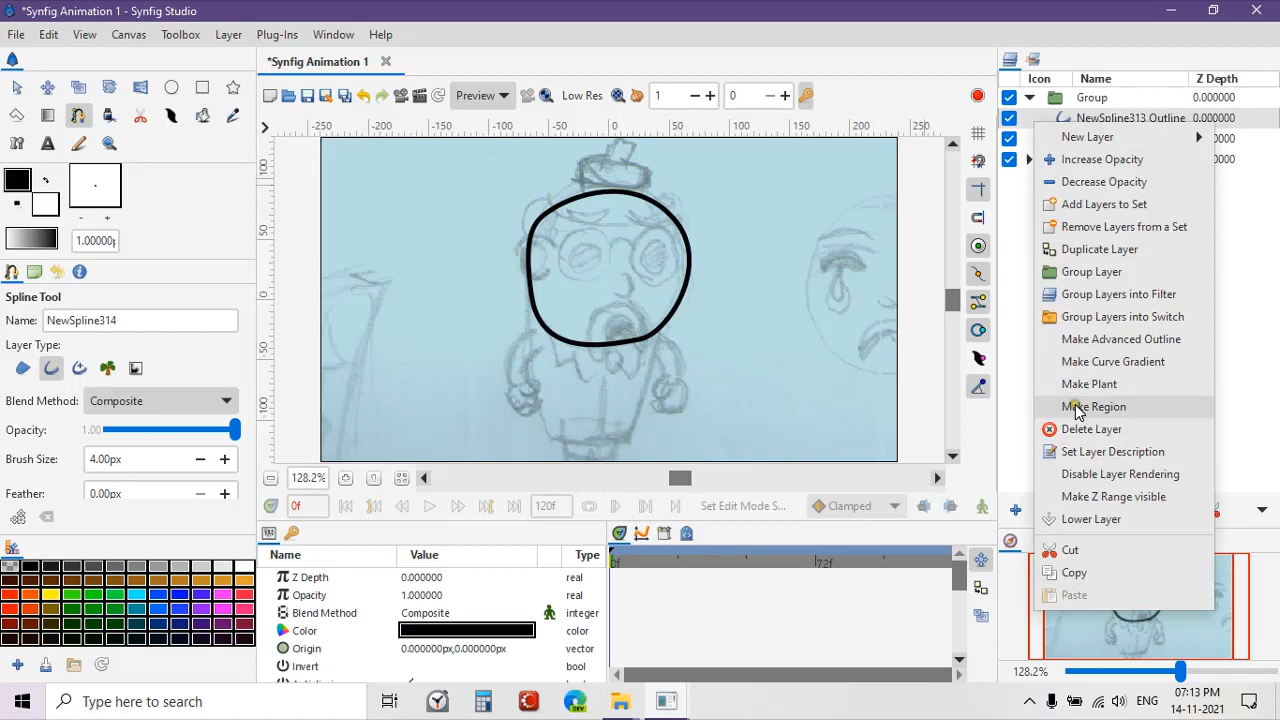 *Synfig Animation 1 - Synfig Studio
File Edit View Canvas Toolbox Layer Plug-Ins Window Help
*Synfig Animation 1
Preview Low Res 1 0
-250 -200 -150 -100 -50 0 50 100 150 200 250
100
50
0
-50
-100
1.00000p
Spline Tool
Name: NewSpline314
Layer Type:
Blend Method: Composite
Opacity: 1.00
Brush Size: 4.00px
Feather: 0.00px
128.2%
0f 120f Set Edit Mode S... Clamped
Name Value Type
Z Depth 0.000000 real
Opacity 1.000000 real
Blend Method Composite integer
Color color
Origin 0.000000px,0.000000px vector
Invert bool
0f 72f
Icon Name Z Depth
Group 0.000000
NewSpline313 Outline 0.000000
New Layer
Increase Opacity
Decrease Opacity
Add Layers to Set
Remove Layers from a Set
Duplicate Layer
Group Layer
Group Layers into Filter
Group Layers into Switch
Make Advanced Outline
Make Curve Gradient
Make Plant
Make Region
Delete Layer
Set Layer Description
Disable Layer Rendering
Make Z Range visible
Lower Layer
Cut
Copy
Paste
128.2%
Type here to search
DEV
ENG
07:13 PM
14-11-2021